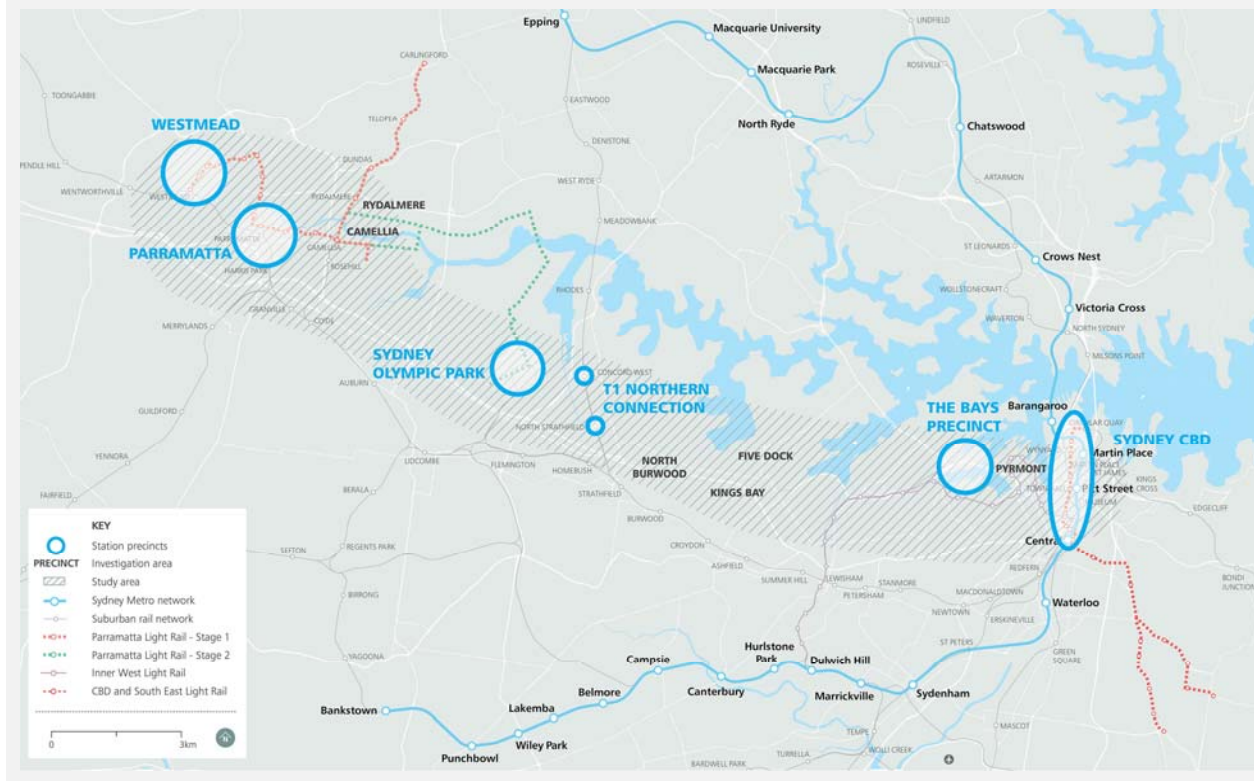 Epping
Macquarie University
LINDFIELD
CARLINGFORD
Macquarie Park
ROSEVILLE
TOONGABBIE
EASTWOOD
TELOPEA
WESTMEAD
North Ryde
Chatswood
DENISTONE
PENDLE HILL
DUNDAS
ARTARMON
WENTWORTHVILLE
WEST RYDE
RYDALMERE
RYDALMERE
MEADOWBANK
CAMELLIA
PARRAMATTA
PARRAMATTA
CAMELLIA
ST LEONARDS
Crows Nest
ROSEHILL
HARRIS PARK
RHODES
WOLLSTONECRAFT
GRANVILLE
CLYDE
Victoria Cross
MERRYLANDS
WAVERTON
NORTH SYDNEY
SYDNEY
OLYMPIC PARK
MILSONS POINT
CONCORD WEST
AUBURN
T1 NORTHERN
CONNECTION
THE BAYS
PRECINCT
Barangaroo
GUILDFORD
NORTH STRATHFIELD
SYDNEY CBD
Martin Place
YENNORA
LIDCOMBE
FLEMINGTON
HOMEBUSH
NORTH
BURWOOD
FIVE DOCK
PYRMONT
KINGS
CROSS
FAIRFIELD
BERALA
STRATHFIELD
KINGS BAY
Pitt Street
EDGECLIFF
BURWOOD
Central
SEFTON
REGENTS PARK
CROYDON
ASHFIELD
REDFERN
BONDI
JUNCTION
SUMMER HILL
LEWISHAM
STANMORE
PETERSHAM
MACDONALDTOWN
BIRRONG
NEWTOWN
ERSKINEVILLE
Waterloo
YAGOONA
ST PETERS
GREEN
SQUARE
Campsie
Hurlstone
Park
Dulwich Hill
Canterbury
Marrickville
Sydenham
Belmore
Bankstown
Lakemba
Wiley Park
Punchbowl
TEMPE
MASCOT
TURRELLA
WOLLI CREEK
BARDWELL PARK
KEY
Station precincts
PRECINCT Investigation area
Study area
Sydney Metro network
Suburban rail network
Parramatta Light Rail - Stage 1
Parramatta Light Rail - Stage 2
Inner West Light Rail
CBD and South East Light Rail
0 3km